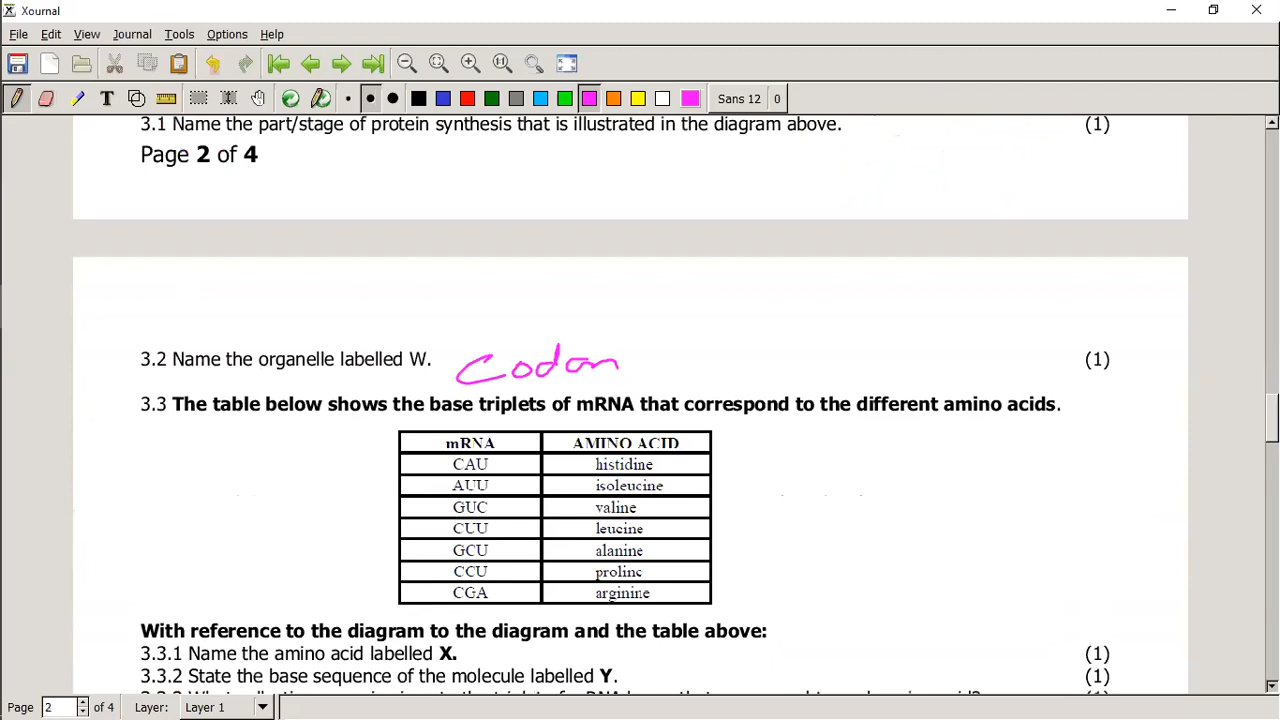 Xournal
File Edit View Journal Tools Options Help
Sans 12 0
3.1 Name the part/stage of protein synthesis that is illustrated in the diagram above. (1)
Page 2 of 4
3.2 Name the organelle labelled W. Codon (1)
3.3 The table below shows the base triplets of mRNA that correspond to the different amino acids.
mRNA AMINO ACID
CAU histidine
AUU isoleucine
GUC valine
CUU leucine
GCU alanine
CCU proline
CGA arginine
With reference to the diagram to the diagram and the table above:
3.3.1 Name the amino acid labelled X. (1)
3.3.2 State the base sequence of the molecule labelled Y. (1)
Page 2 of 4 Layer: Layer 1